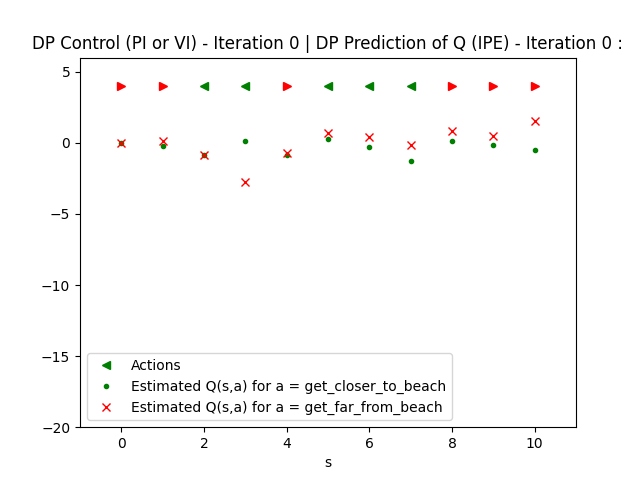 DP Control (PI or VI) - Iteration 0 | DP Prediction of Q (IPE) - Iteration 0 :
5
0
−5
−10
−15
−20
Actions
Estimated Q(s,a) for a = get_closer_to_beach
Estimated Q(s,a) for a = get_far_from_beach
0 2 4 6 8 10
s